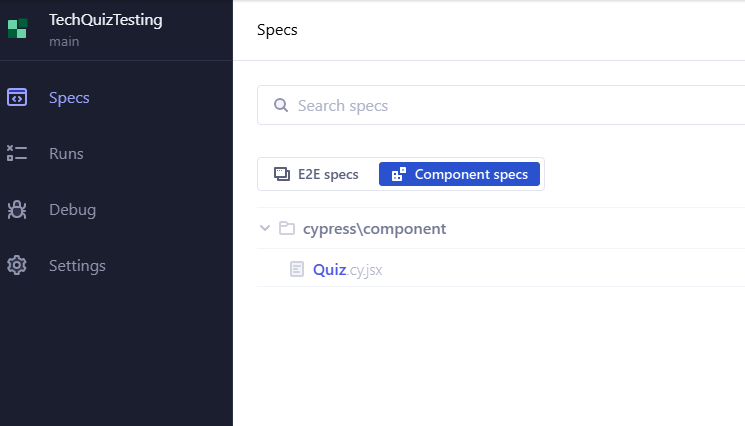 TechQuizTesting
main
Specs
Runs
Debug
Settings
Specs
Search specs
E2E specs
Component specs
cypress\component
Quiz.cy.jsx